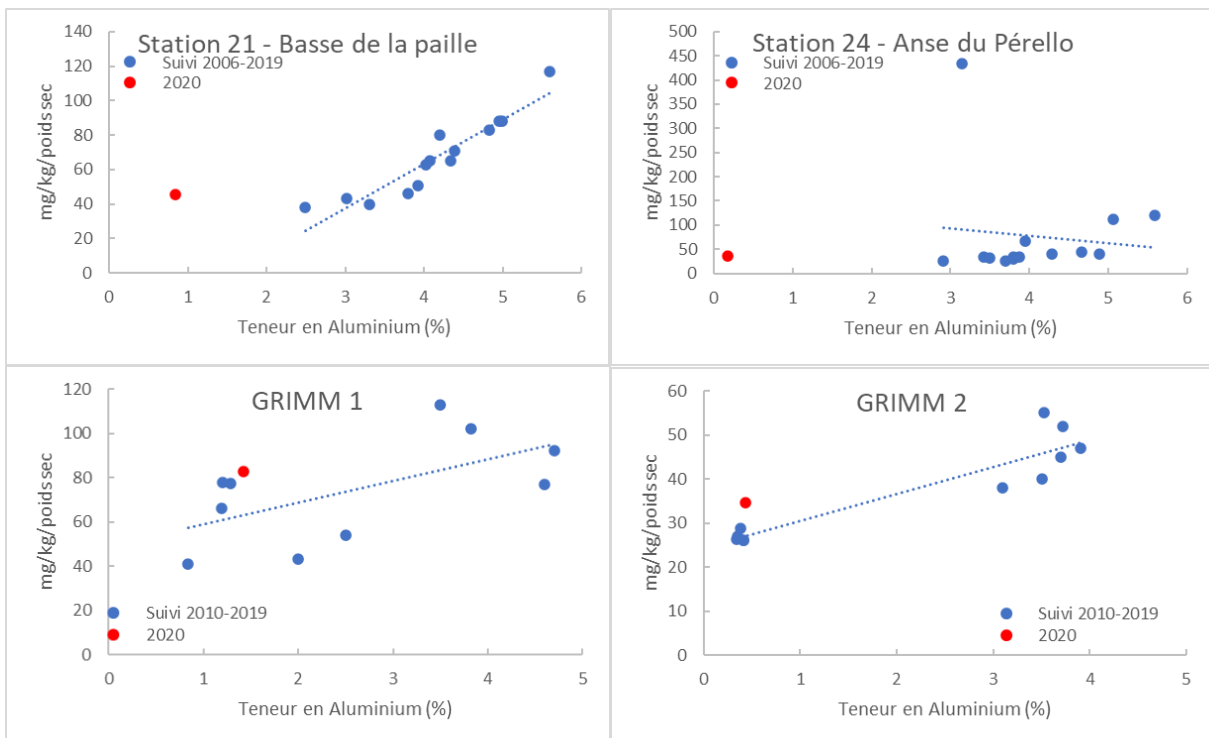 Station 21 - Basse de la paille
Suivi 2006-2019
2020
140
120
100
80
60
40
20
0
mg/kg/poids sec
0 1 2 3 4 5 6
Teneur en Aluminium (%)
Station 24 - Anse du Pérello
Suivi 2006-2019
2020
500
450
400
350
300
250
200
150
100
50
0
mg/kg/poids sec
0 1 2 3 4 5 6
Teneur en Aluminium (%)
GRIMM 1
120
100
80
60
40
20
0
mg/kg/poids sec
Suivi 2010-2019
2020
0 1 2 3 4 5
Teneur en Aluminium (%)
GRIMM 2
60
50
40
30
20
10
0
mg/kg/poids sec
Suivi 2010-2019
2020
0 1 2 3 4 5
Teneur en Aluminium (%)